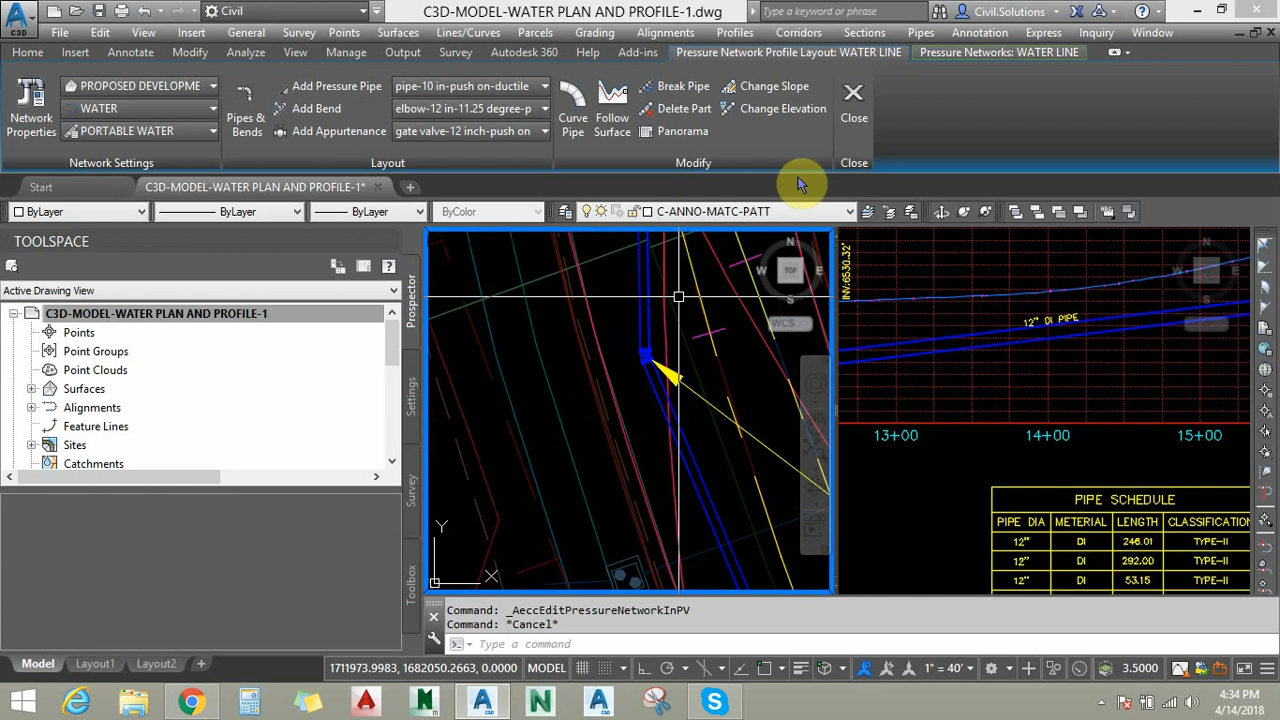 C3D
Civil
C3D-MODEL-WATER PLAN AND PROFILE-1.dwg
Type a keyword or phrase
Civil.Solutions
File Edit View Insert General Survey Points Surfaces Lines/Curves Parcels Grading Alignments Profiles Corridors Sections Pipes Annotation Express Inquiry Window
Home Insert Annotate Modify Analyze View Manage Output Survey Autodesk 360 Help Add-ins Pressure Network Profile Layout: WATER LINE Pressure Networks: WATER LINE
PROPOSED DEVELOPME
WATER
PORTABLE WATER
Network
Properties
Network Settings
Pipes &
Bends
Add Pressure Pipe pipe-10 in-push on-ductile
Add Bend elbow-12 in-11.25 degree-p
Add Appurtenance gate valve-12 inch-push on
Layout
Curve
Pipe
Follow
Surface
Break Pipe Change Slope
Delete Part Change Elevation
Panorama
Modify
Close
Close
Start C3D-MODEL-WATER PLAN AND PROFILE-1*
ByLayer ByLayer ByLayer ByColor C-ANNO-MATC-PATT
TOOLSPACE
Active Drawing View
C3D-MODEL-WATER PLAN AND PROFILE-1
Points
Point Groups
Point Clouds
Surfaces
Alignments
Feature Lines
Sites
Catchments
Prospector
Settings
Survey
Toolbox
N
W TOP E
S
WCS
Y
X
INV:6530.32'
12" DI PIPE
13+00 14+00 15+00
PIPE SCHEDULE
PIPE DIA METERIAL LENGTH CLASSIFICATION
12" DI 246.01 TYPE-II
12" DI 292.00 TYPE-II
12" DI 53.15 TYPE-II
Command: _AeccEditPressureNetworkInPV
Command: *Cancel*
Type a command
Model Layout1 Layout2
1711973.9983, 1682050.2663, 0.0000 MODEL 1" = 40' 3.5000
4:34 PM
4/14/2018